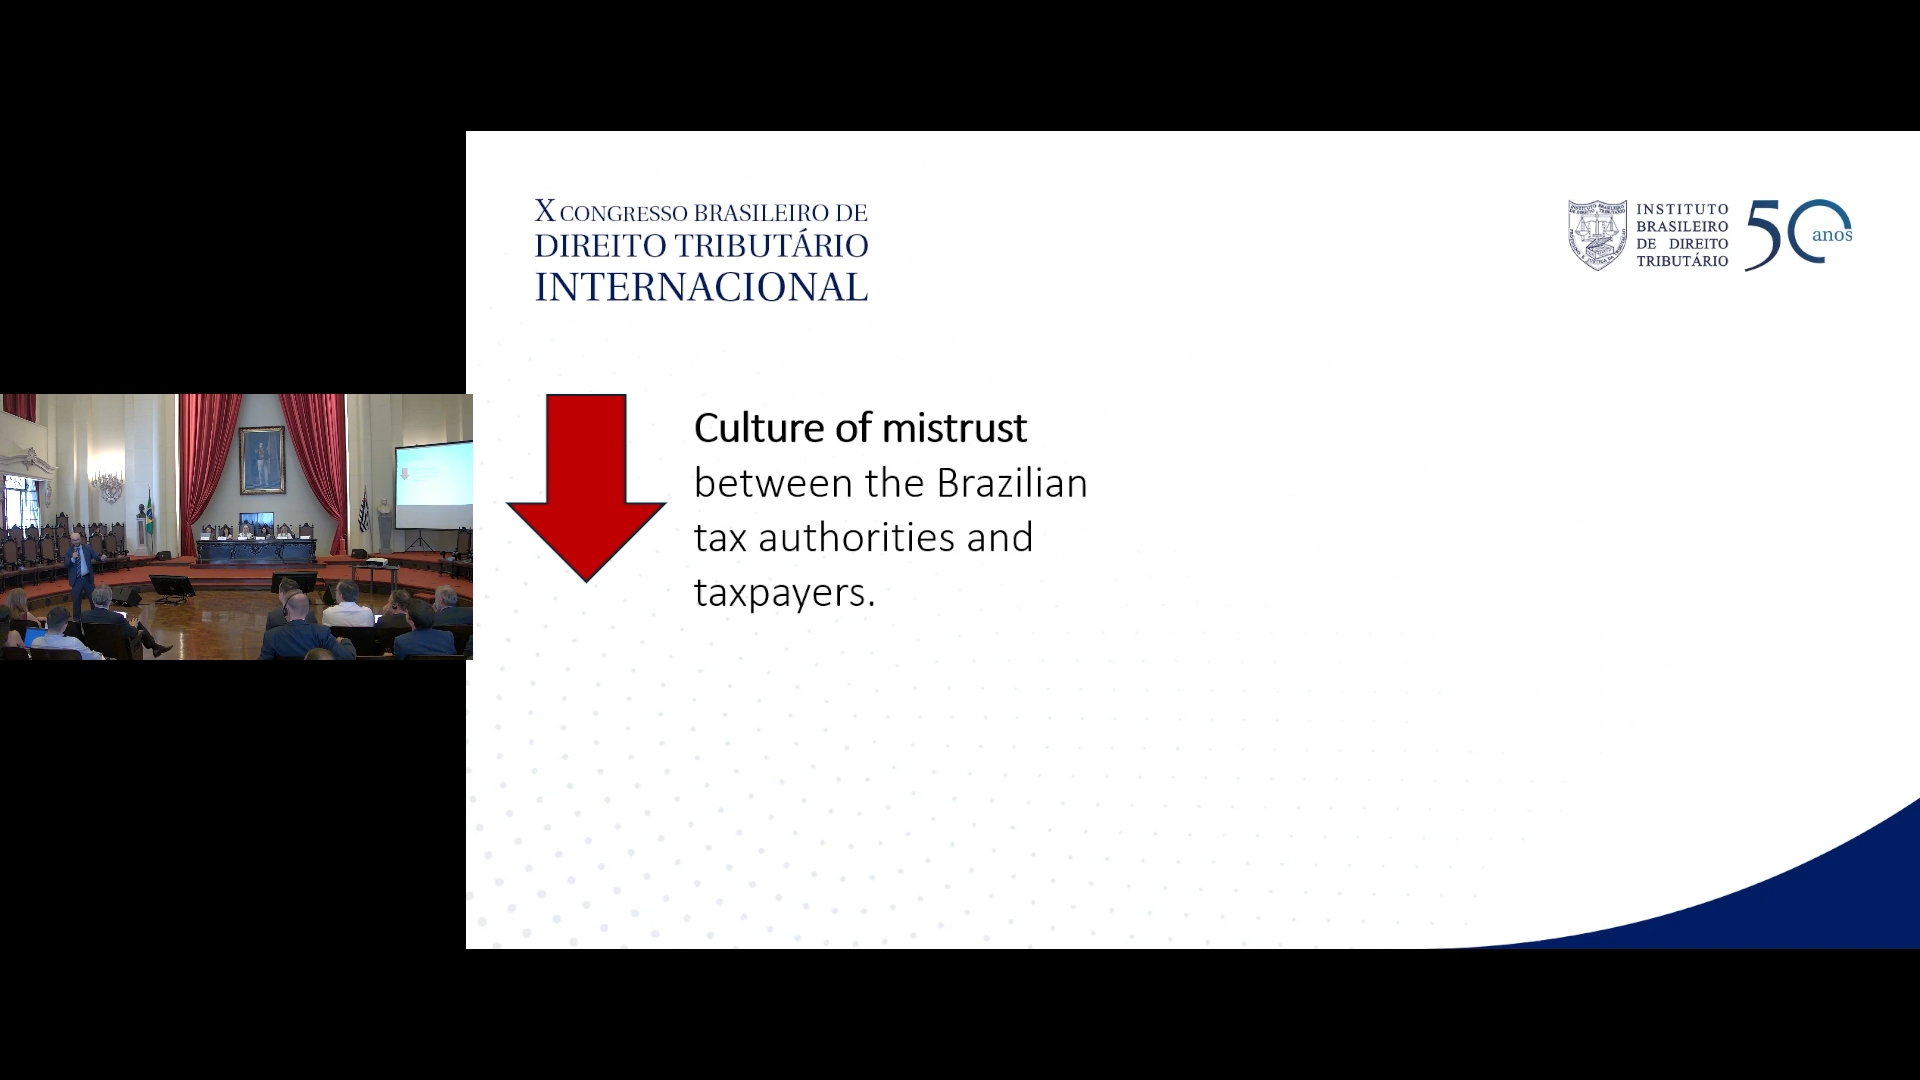 X CONGRESSO BRASILEIRO DE
DIREITO TRIBUTÁRIO
INTERNACIONAL
INSTITUTO
BRASILEIRO
DE DIREITO
TRIBUTÁRIO
50 anos
Culture of mistrust
between the Brazilian
tax authorities and
taxpayers.